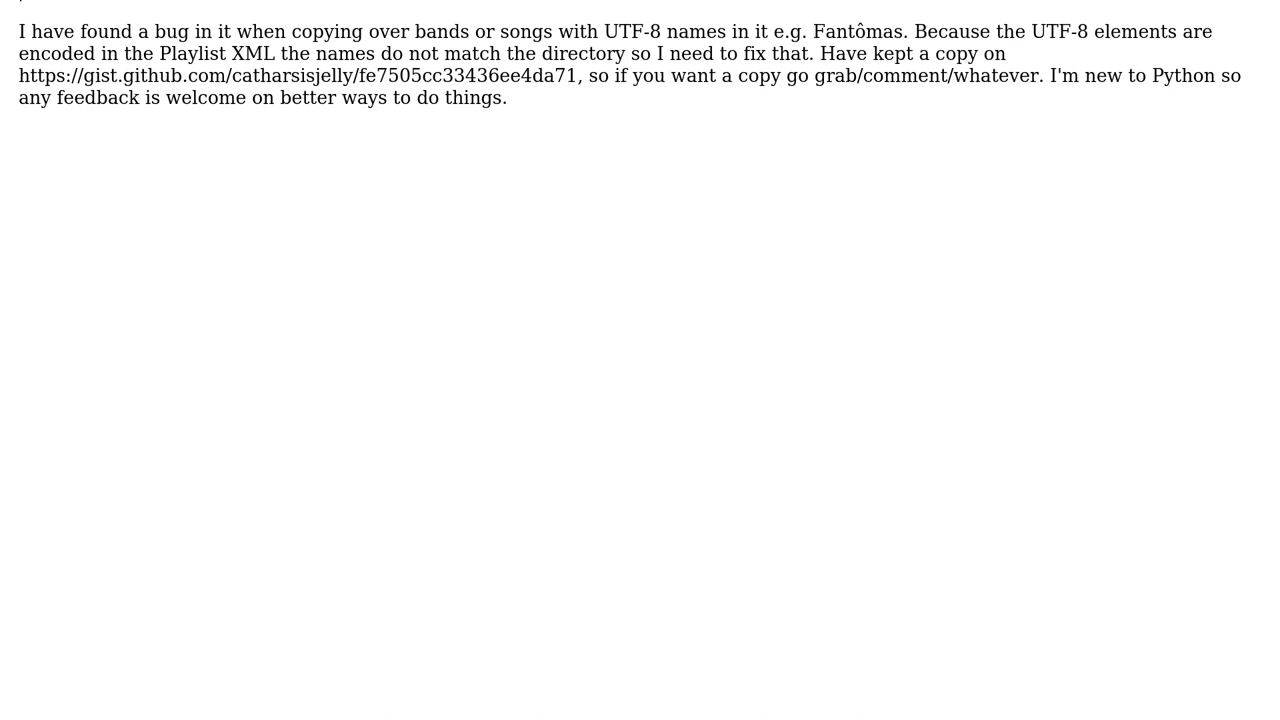 I have found a bug in it when copying over bands or songs with UTF-8 names in it e.g. Fantômas. Because the UTF-8 elements are
encoded in the Playlist XML the names do not match the directory so I need to fix that. Have kept a copy on
https://gist.github.com/catharsisjelly/fe7505cc33436ee4da71, so if you want a copy go grab/comment/whatever. I'm new to Python so
any feedback is welcome on better ways to do things.